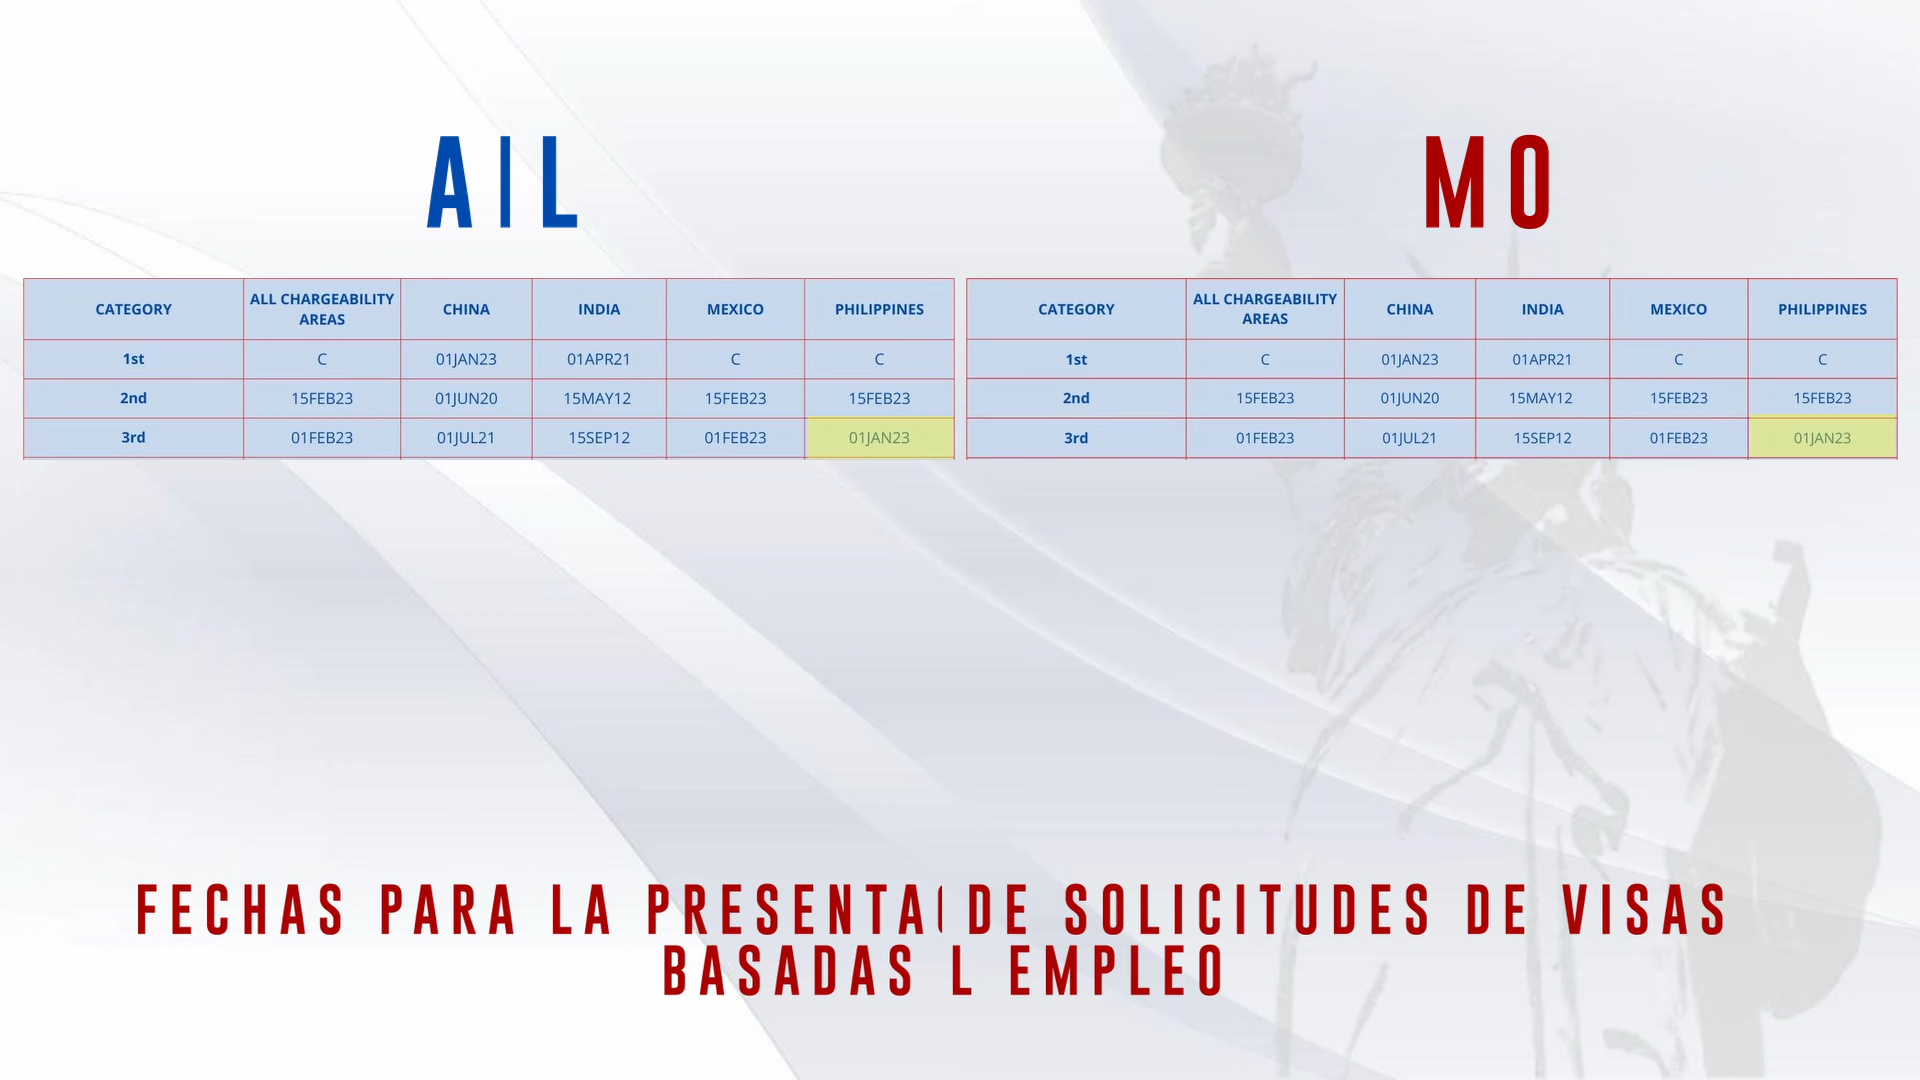 A I L
MO
CATEGORY ALL CHARGEABILITY AREAS CHINA INDIA MEXICO PHILIPPINES
1st C 01JAN23 01APR21 C C
2nd 15FEB23 01JUN20 15MAY12 15FEB23 15FEB23
3rd 01FEB23 01JUL21 15SEP12 01FEB23 01JAN23
CATEGORY ALL CHARGEABILITY AREAS CHINA INDIA MEXICO PHILIPPINES
1st C 01JAN23 01APR21 C C
2nd 15FEB23 01JUN20 15MAY12 15FEB23 15FEB23
3rd 01FEB23 01JUL21 15SEP12 01FEB23 01JAN23
FECHAS PARA LA PRESENTA DE SOLICITUDES DE VISAS
BASADAS L EMPLEO